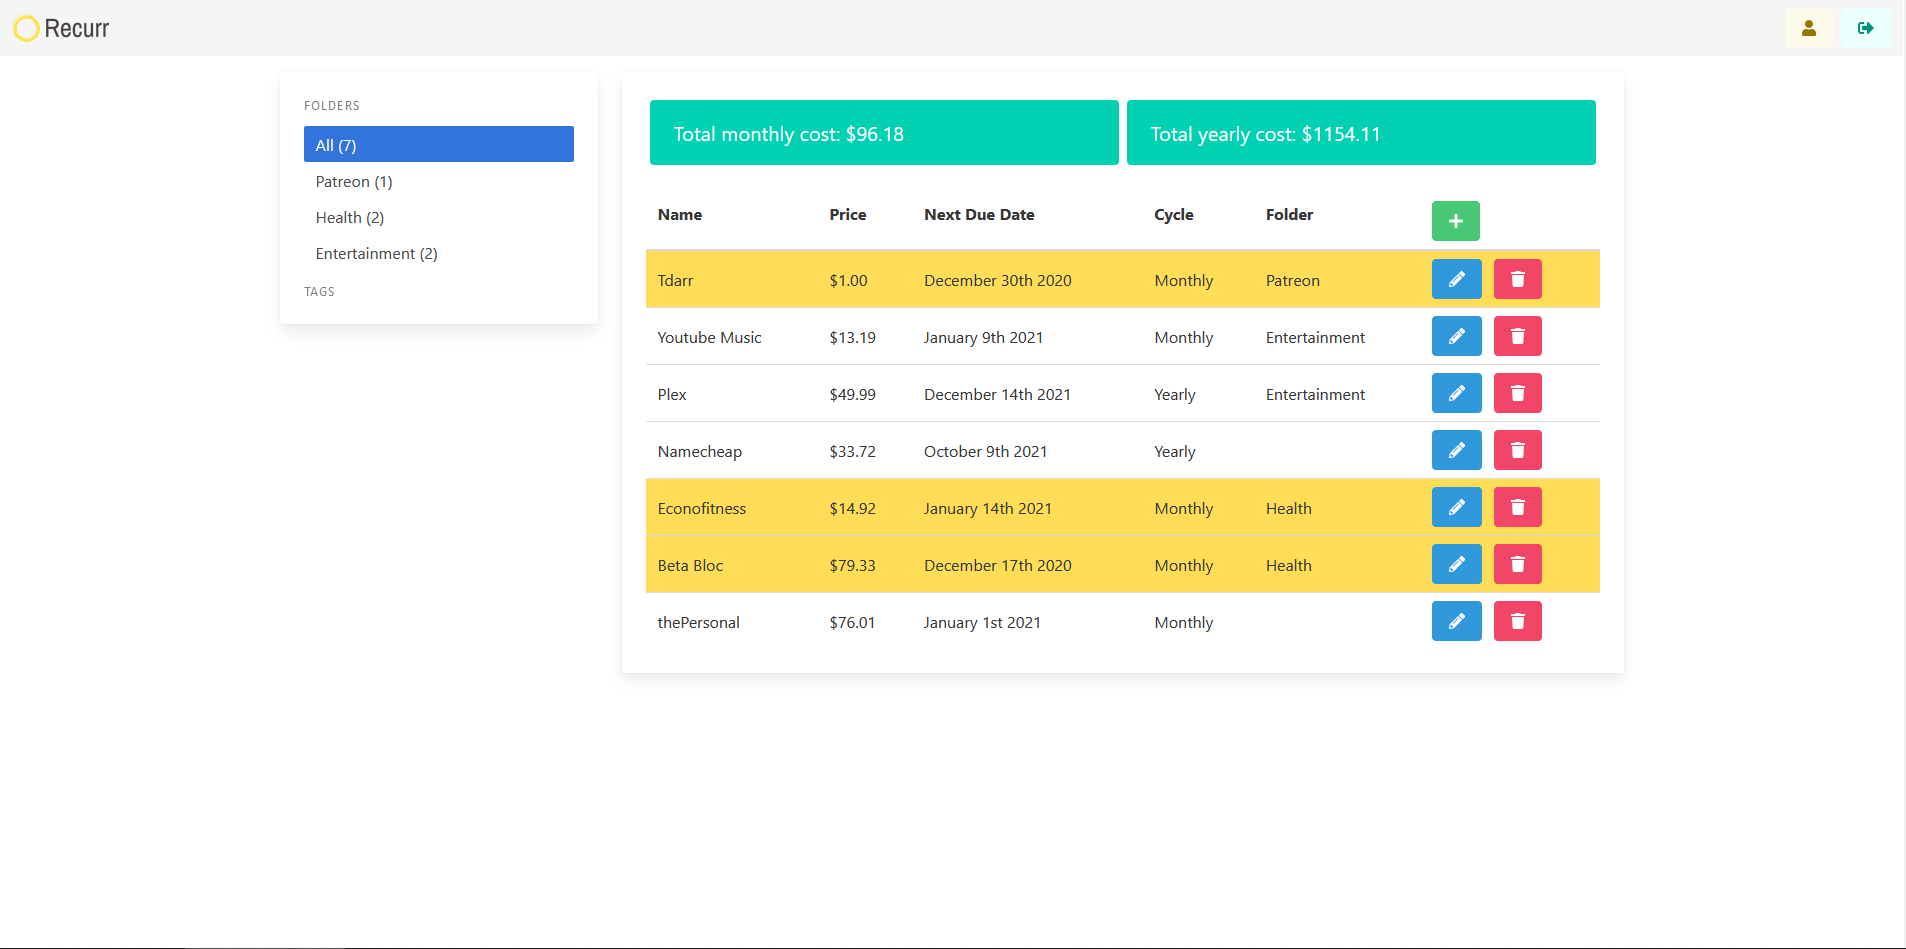 Recurr
FOLDERS
All (7)
Patreon (1)
Health (2)
Entertainment (2)
TAGS
Total monthly cost: $96.18 Total yearly cost: $1154.11
Name Price Next Due Date Cycle Folder
Tdarr $1.00 December 30th 2020 Monthly Patreon
Youtube Music $13.19 January 9th 2021 Monthly Entertainment
Plex $49.99 December 14th 2021 Yearly Entertainment
Namecheap $33.72 October 9th 2021 Yearly
Econofitness $14.92 January 14th 2021 Monthly Health
Beta Bloc $79.33 December 17th 2020 Monthly Health
thePersonal $76.01 January 1st 2021 Monthly